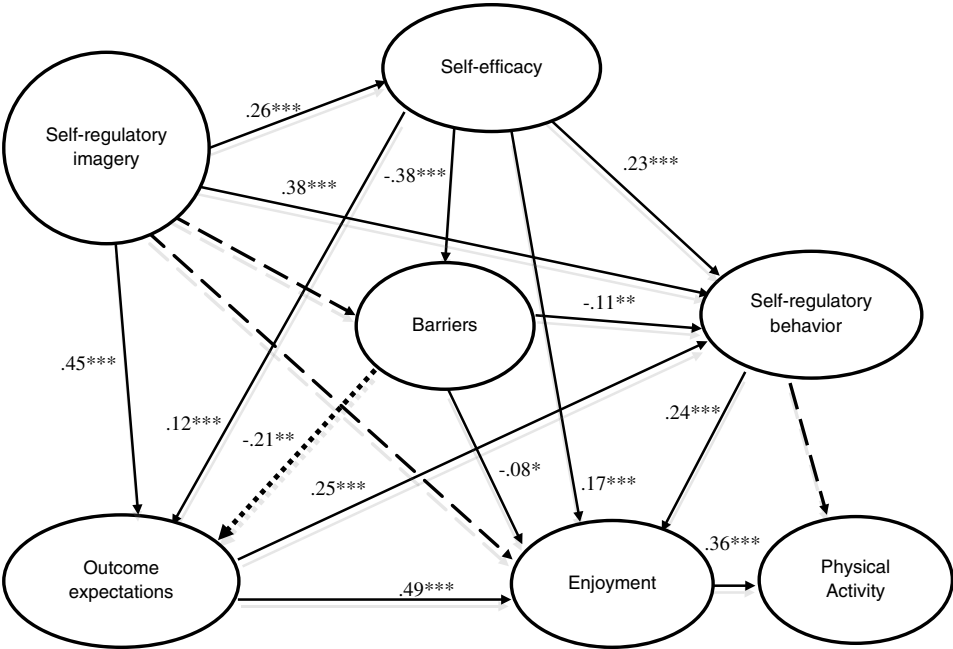 Self-efficacy
Self-regulatory
imagery
.26***
.38***
-.38***
.23***
Barriers
-.11**
Self-regulatory
behavior
.45***
.12***
-.21**
.24***
.25***
-.08*
.17***
Outcome
expectations
.49***
Enjoyment
.36***
Physical
Activity